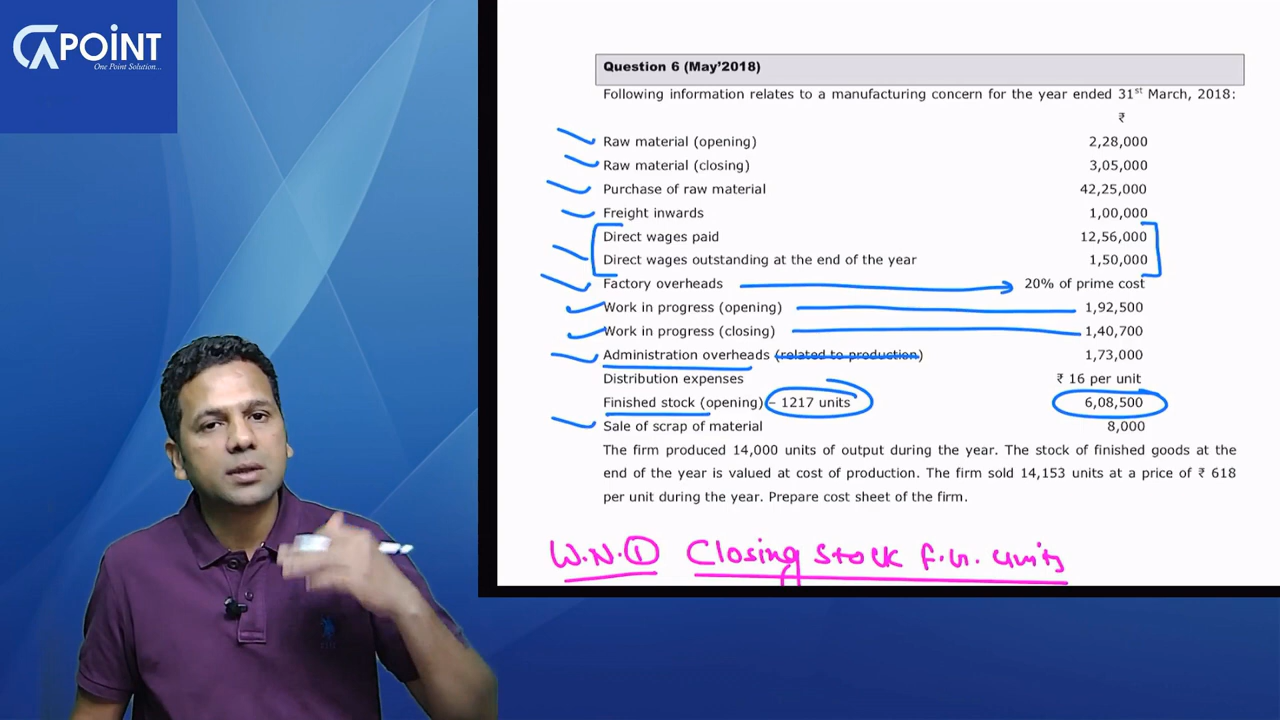 CAPOINT
One Point Solution...
Question 6 (May'2018)
Following information relates to a manufacturing concern for the year ended 31st March, 2018:
₹
Raw material (opening) 2,28,000
Raw material (closing) 3,05,000
Purchase of raw material 42,25,000
Freight inwards 1,00,000
Direct wages paid 12,56,000
Direct wages outstanding at the end of the year 1,50,000
Factory overheads 20% of prime cost
Work in progress (opening) 1,92,500
Work in progress (closing) 1,40,700
Administration overheads (related to production) 1,73,000
Distribution expenses ₹ 16 per unit
Finished stock (opening) – 1217 units 6,08,500
Sale of scrap of material 8,000
The firm produced 14,000 units of output during the year. The stock of finished goods at the
end of the year is valued at cost of production. The firm sold 14,153 units at a price of ₹ 618
per unit during the year. Prepare cost sheet of the firm.
W.N.① Closing Stock F.G. units